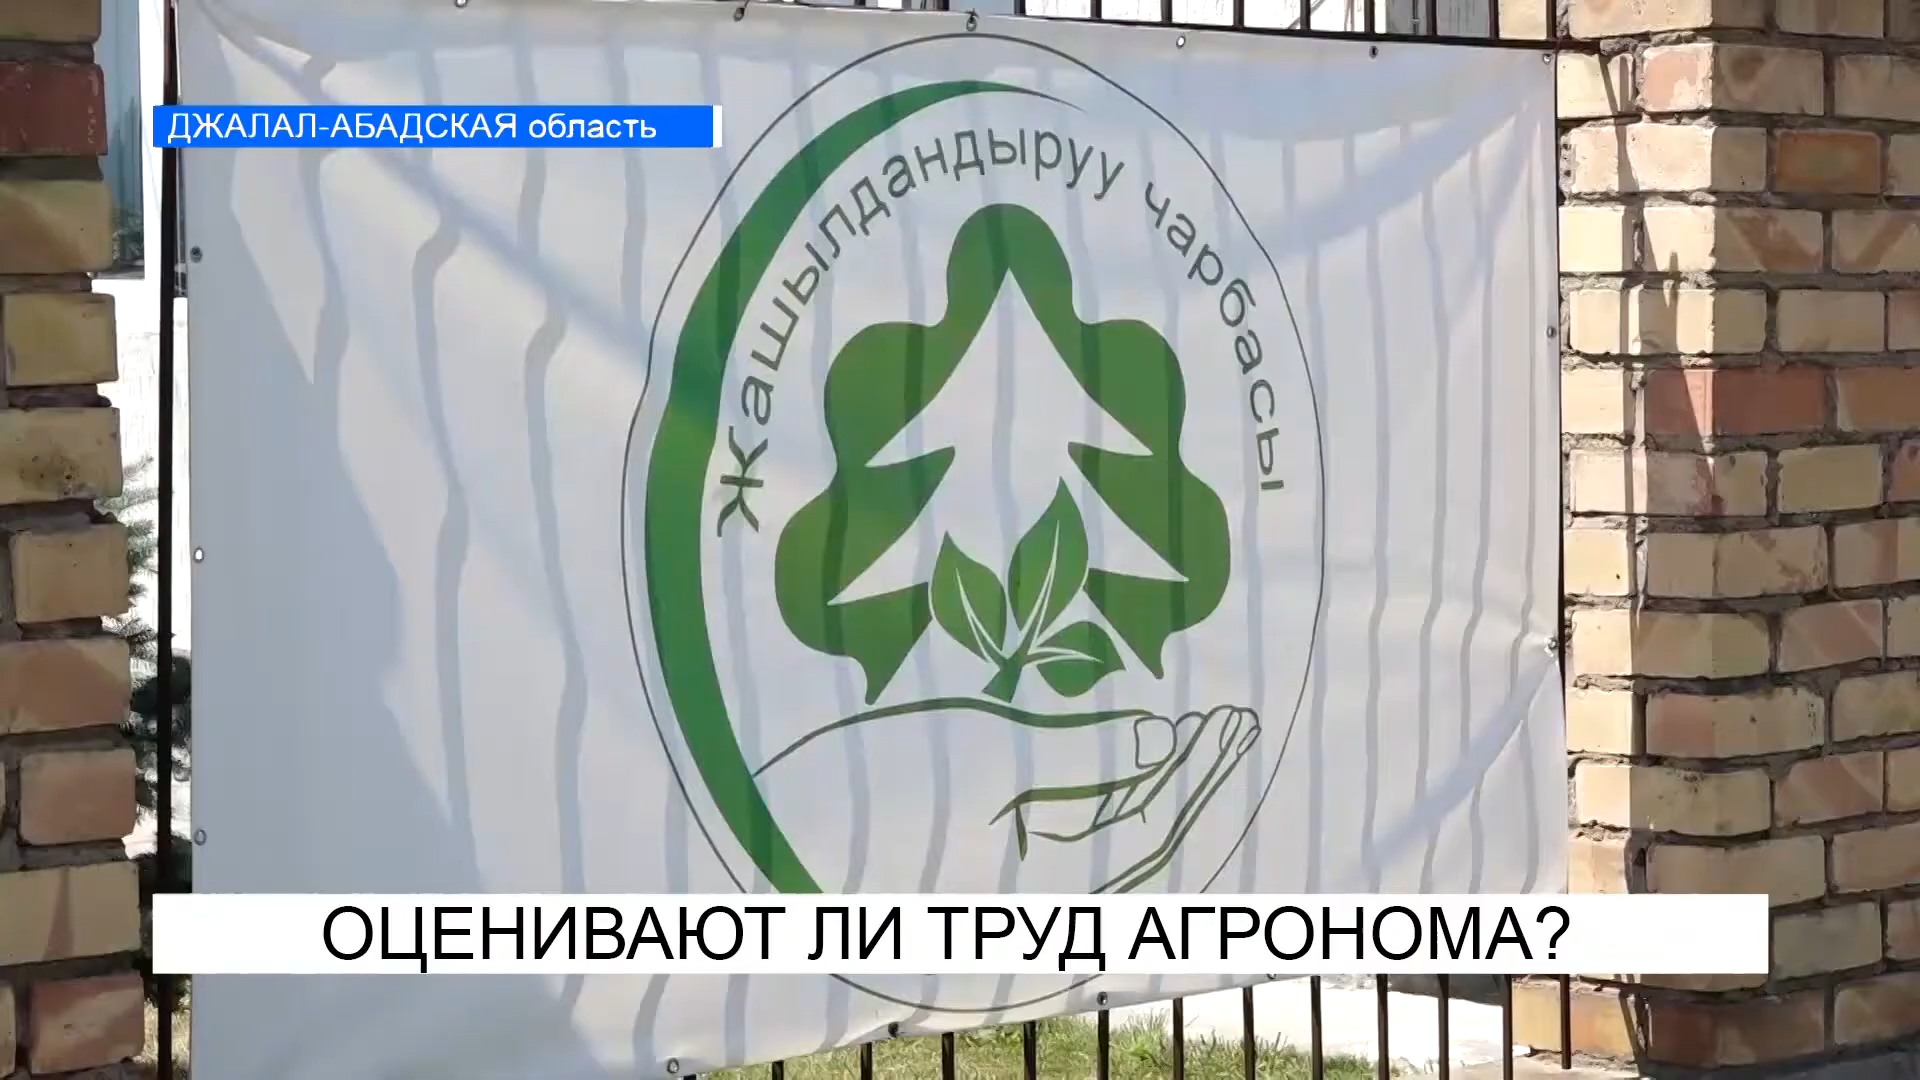 ДЖАЛАЛ-АБАДСКАЯ область
Жашылдандыруу чарбасы
ОЦЕНИВАЮТ ЛИ ТРУД АГРОНОМА?